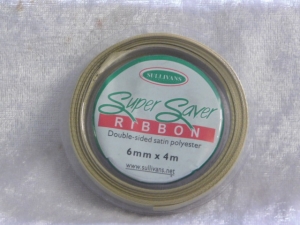 SULLIVANS
Super Saver
RIBBON
Double-sided satin polyester
6mm x 4m
www.sullivans.net